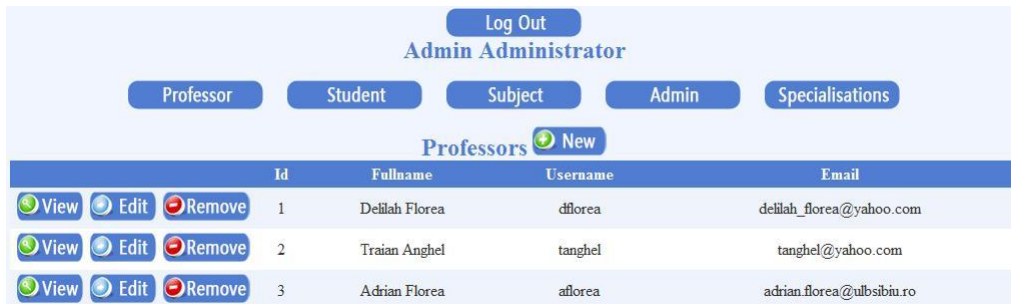 Log Out
Admin Administrator
Professor Student Subject Admin Specialisations
Professors New
Id Fullname Username Email
View Edit Remove 1 Delilah Florea dflorea delilah_florea@yahoo.com
View Edit Remove 2 Traian Anghel tanghel tanghel@yahoo.com
View Edit Remove 3 Adrian Florea aflorea adrian.florea@ulbsibiu.ro